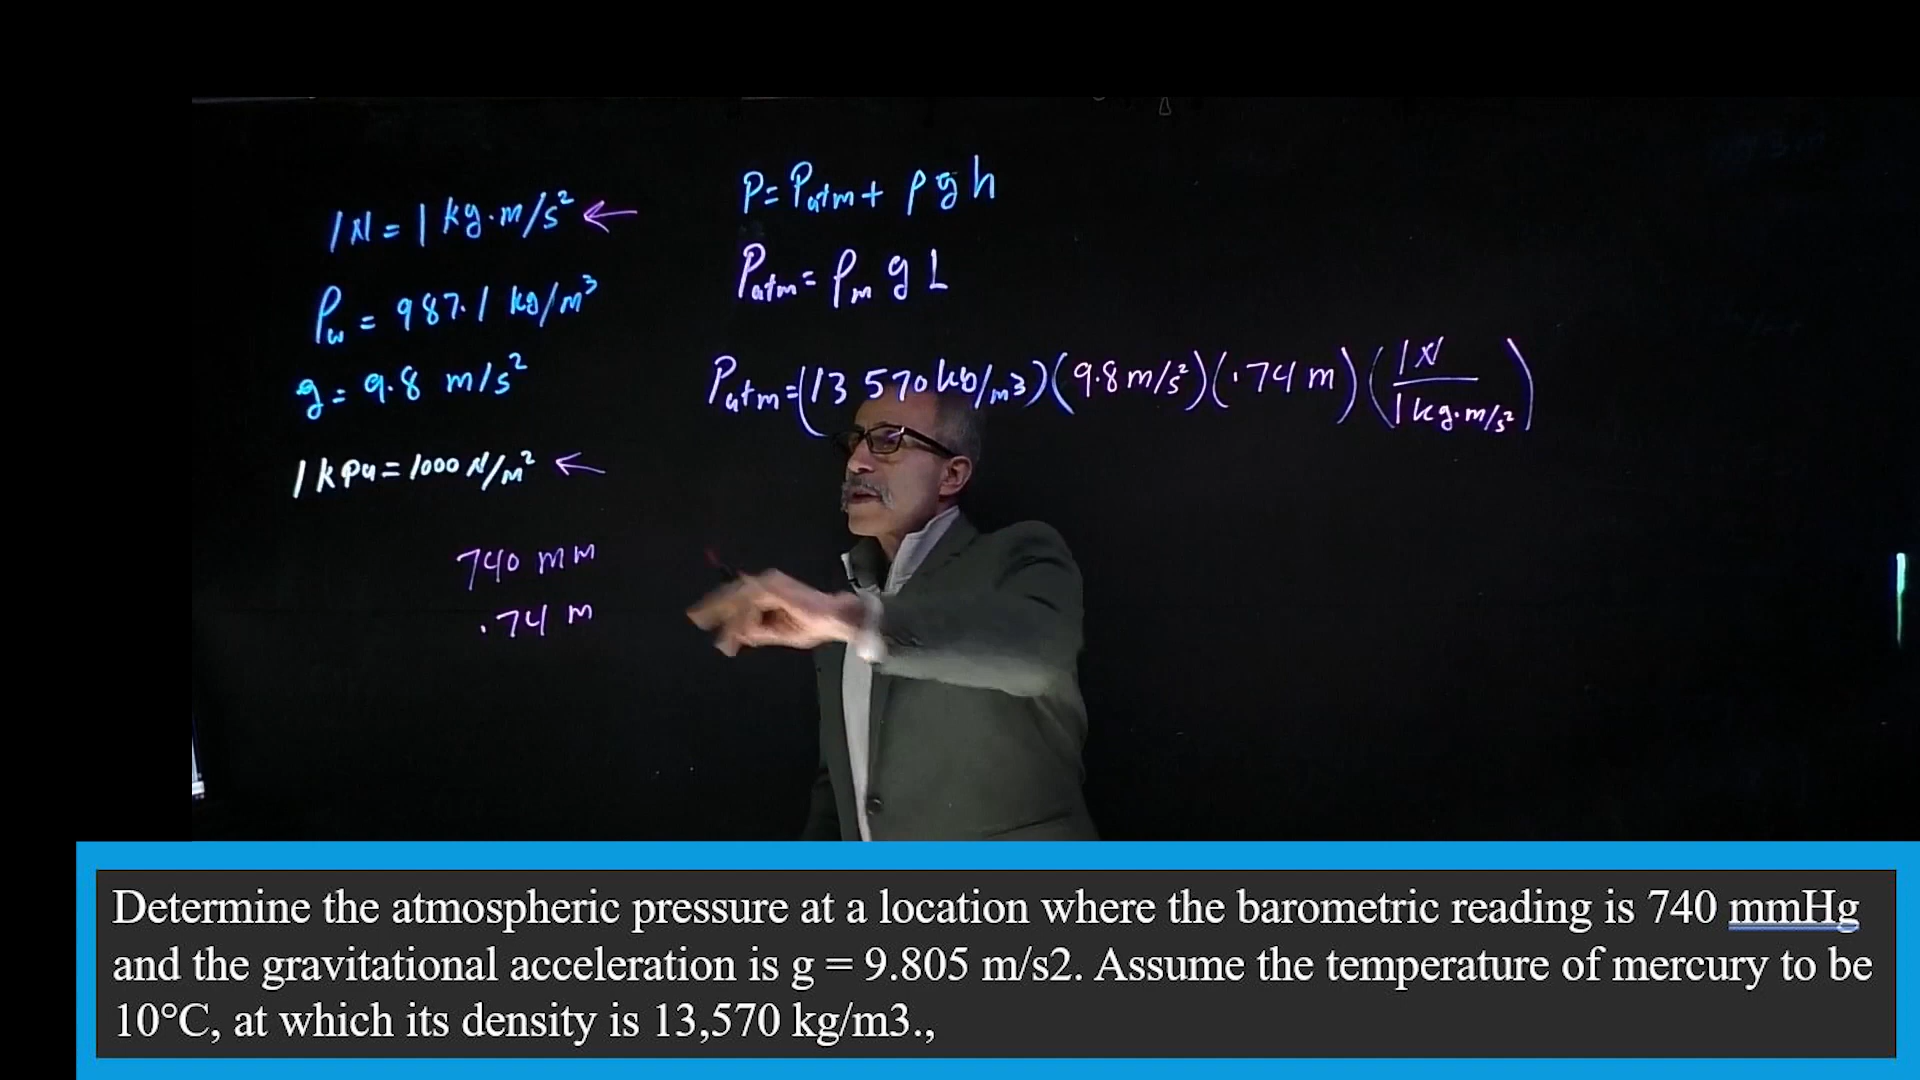 1N = 1 kg·m/s²
ρw = 987.1 kg/m³
g = 9.8 m/s²
1 kpa = 1000 N/m²
740 mm
.74 m
P = Patm + ρ g h
Patm = ρm g L
Patm = (13 570 kg/m3)(9.8 m/s²)(.74 m)(1N / 1kg·m/s²)
Determine the atmospheric pressure at a location where the barometric reading is 740 mmHg
and the gravitational acceleration is g = 9.805 m/s2. Assume the temperature of mercury to be
10°C, at which its density is 13,570 kg/m3.,